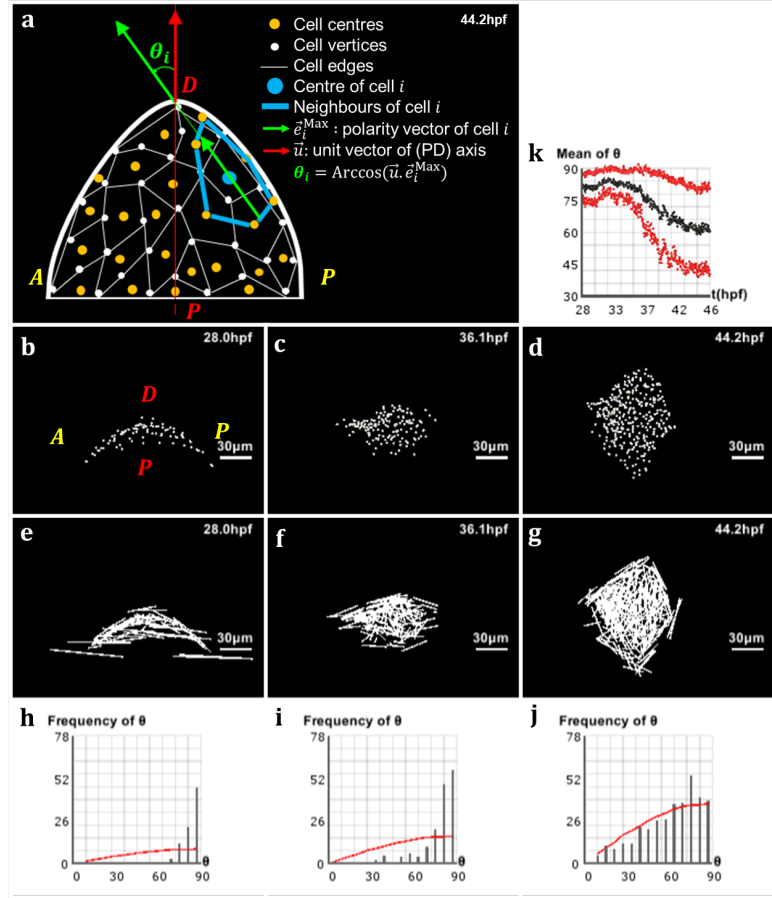 a
44.2hpf
θᵢ
D
Cell centres
Cell vertices
Cell edges
Centre of cell i
Neighbours of cell i
e⃗ᵢᴹᵃˣ : polarity vector of cell i
u⃗: unit vector of (PD) axis
θᵢ = Arccos(u⃗. e⃗ᵢᴹᵃˣ)
A
P
P
k
Mean of θ
90
75
60
45
30
t(hpf)
28 33 37 42 46
b
28.0hpf
D
A
P
P
30µm
c
36.1hpf
30µm
d
44.2hpf
30µm
e
28.0hpf
30µm
f
36.1hpf
30µm
g
44.2hpf
30µm
h
Frequency of θ
78
52
26
0
θ
0 30 60 90
i
Frequency of θ
78
52
26
0
θ
0 30 60 90
j
Frequency of θ
78
52
26
0
θ
0 30 60 90